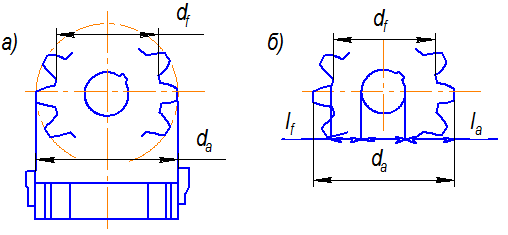 а)
d_f
d_a
б)
d_f
l_f
l_a
d_a